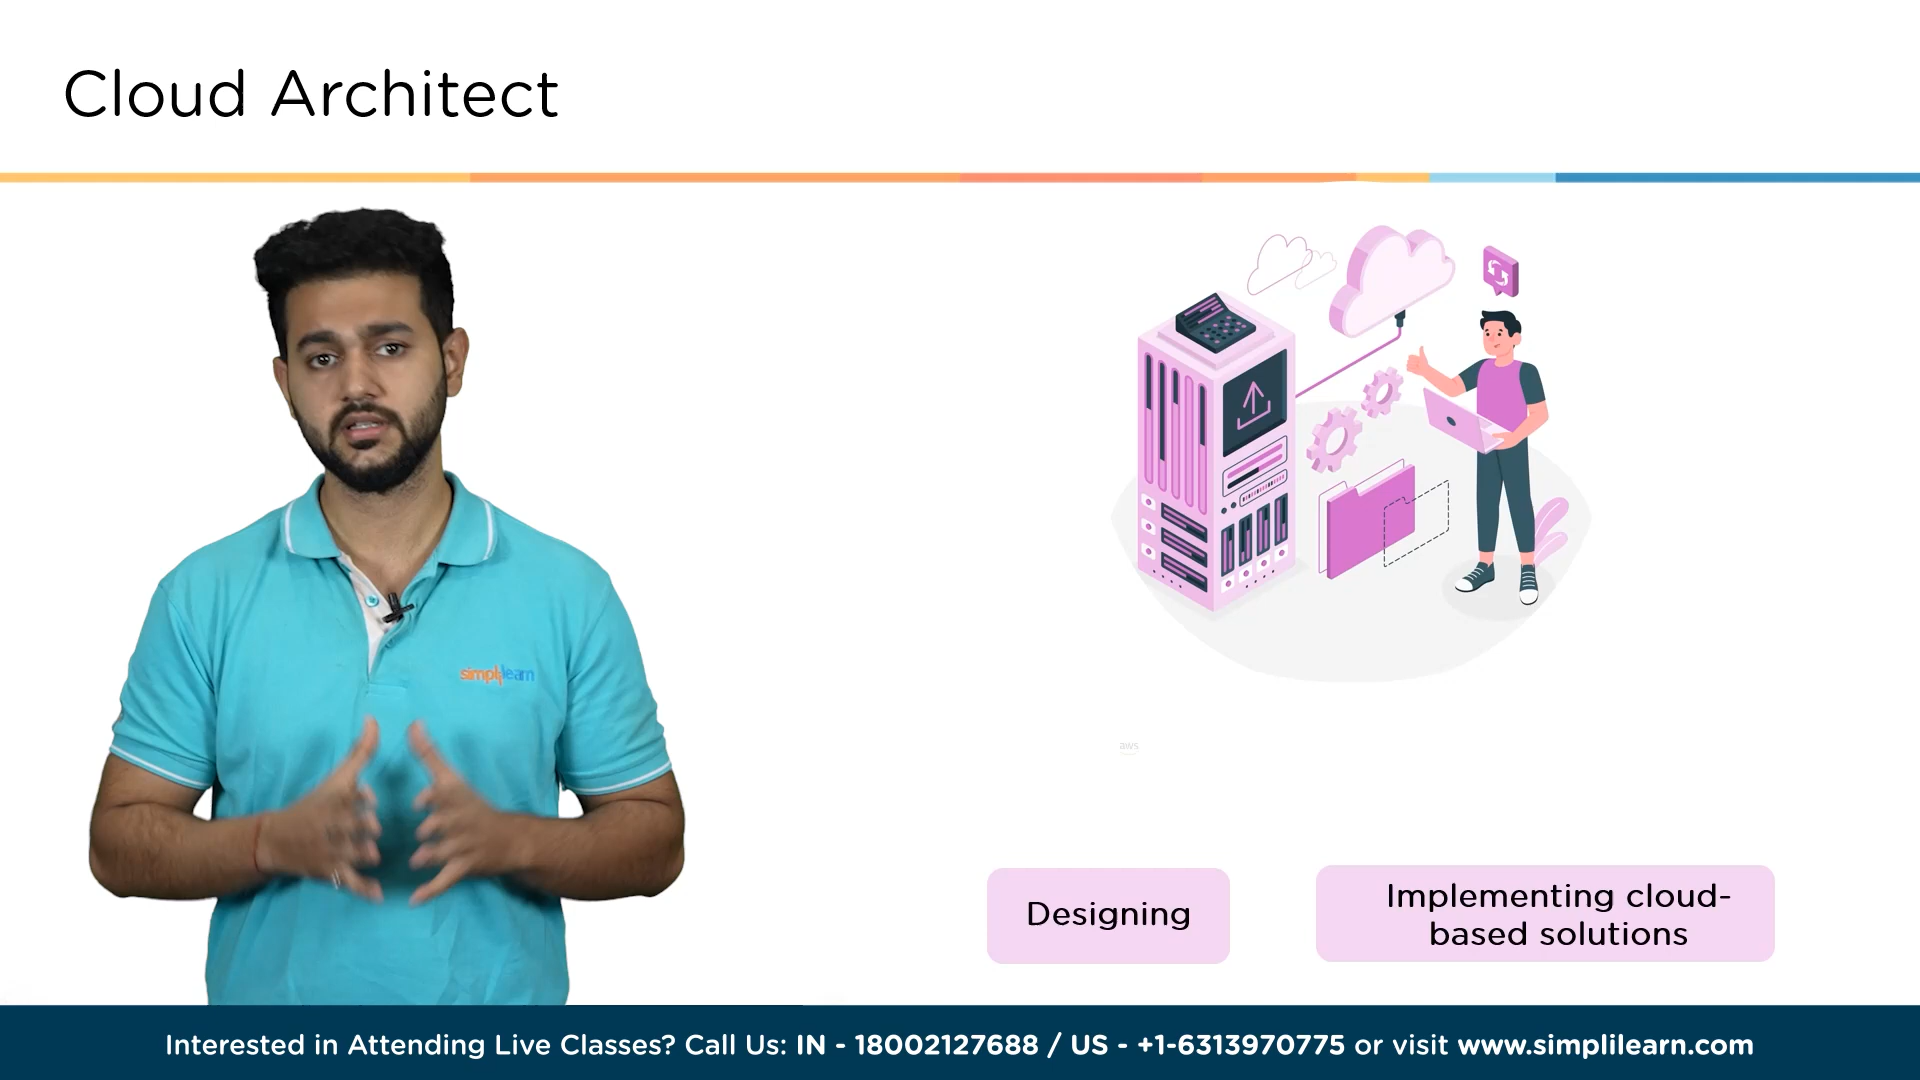 Cloud Architect
simplilearn
aws
Designing
Implementing cloud-
based solutions
Interested in Attending Live Classes? Call Us: IN - 18002127688 / US - +1-6313970775 or visit www.simplilearn.com